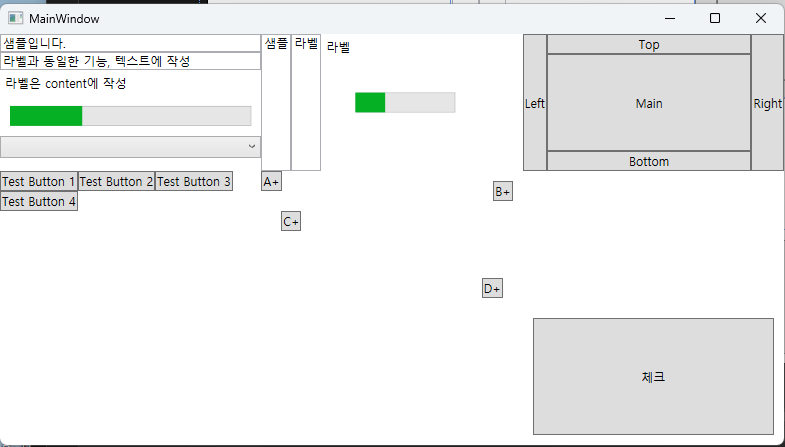 MainWindow
샘플입니다.
라벨과 동일한 기능, 텍스트에 작성
라벨은 content에 작성
샘플
라벨
라벨
Top
Left
Main
Right
Bottom
Test Button 1
Test Button 2
Test Button 3
Test Button 4
A+
B+
C+
D+
체크